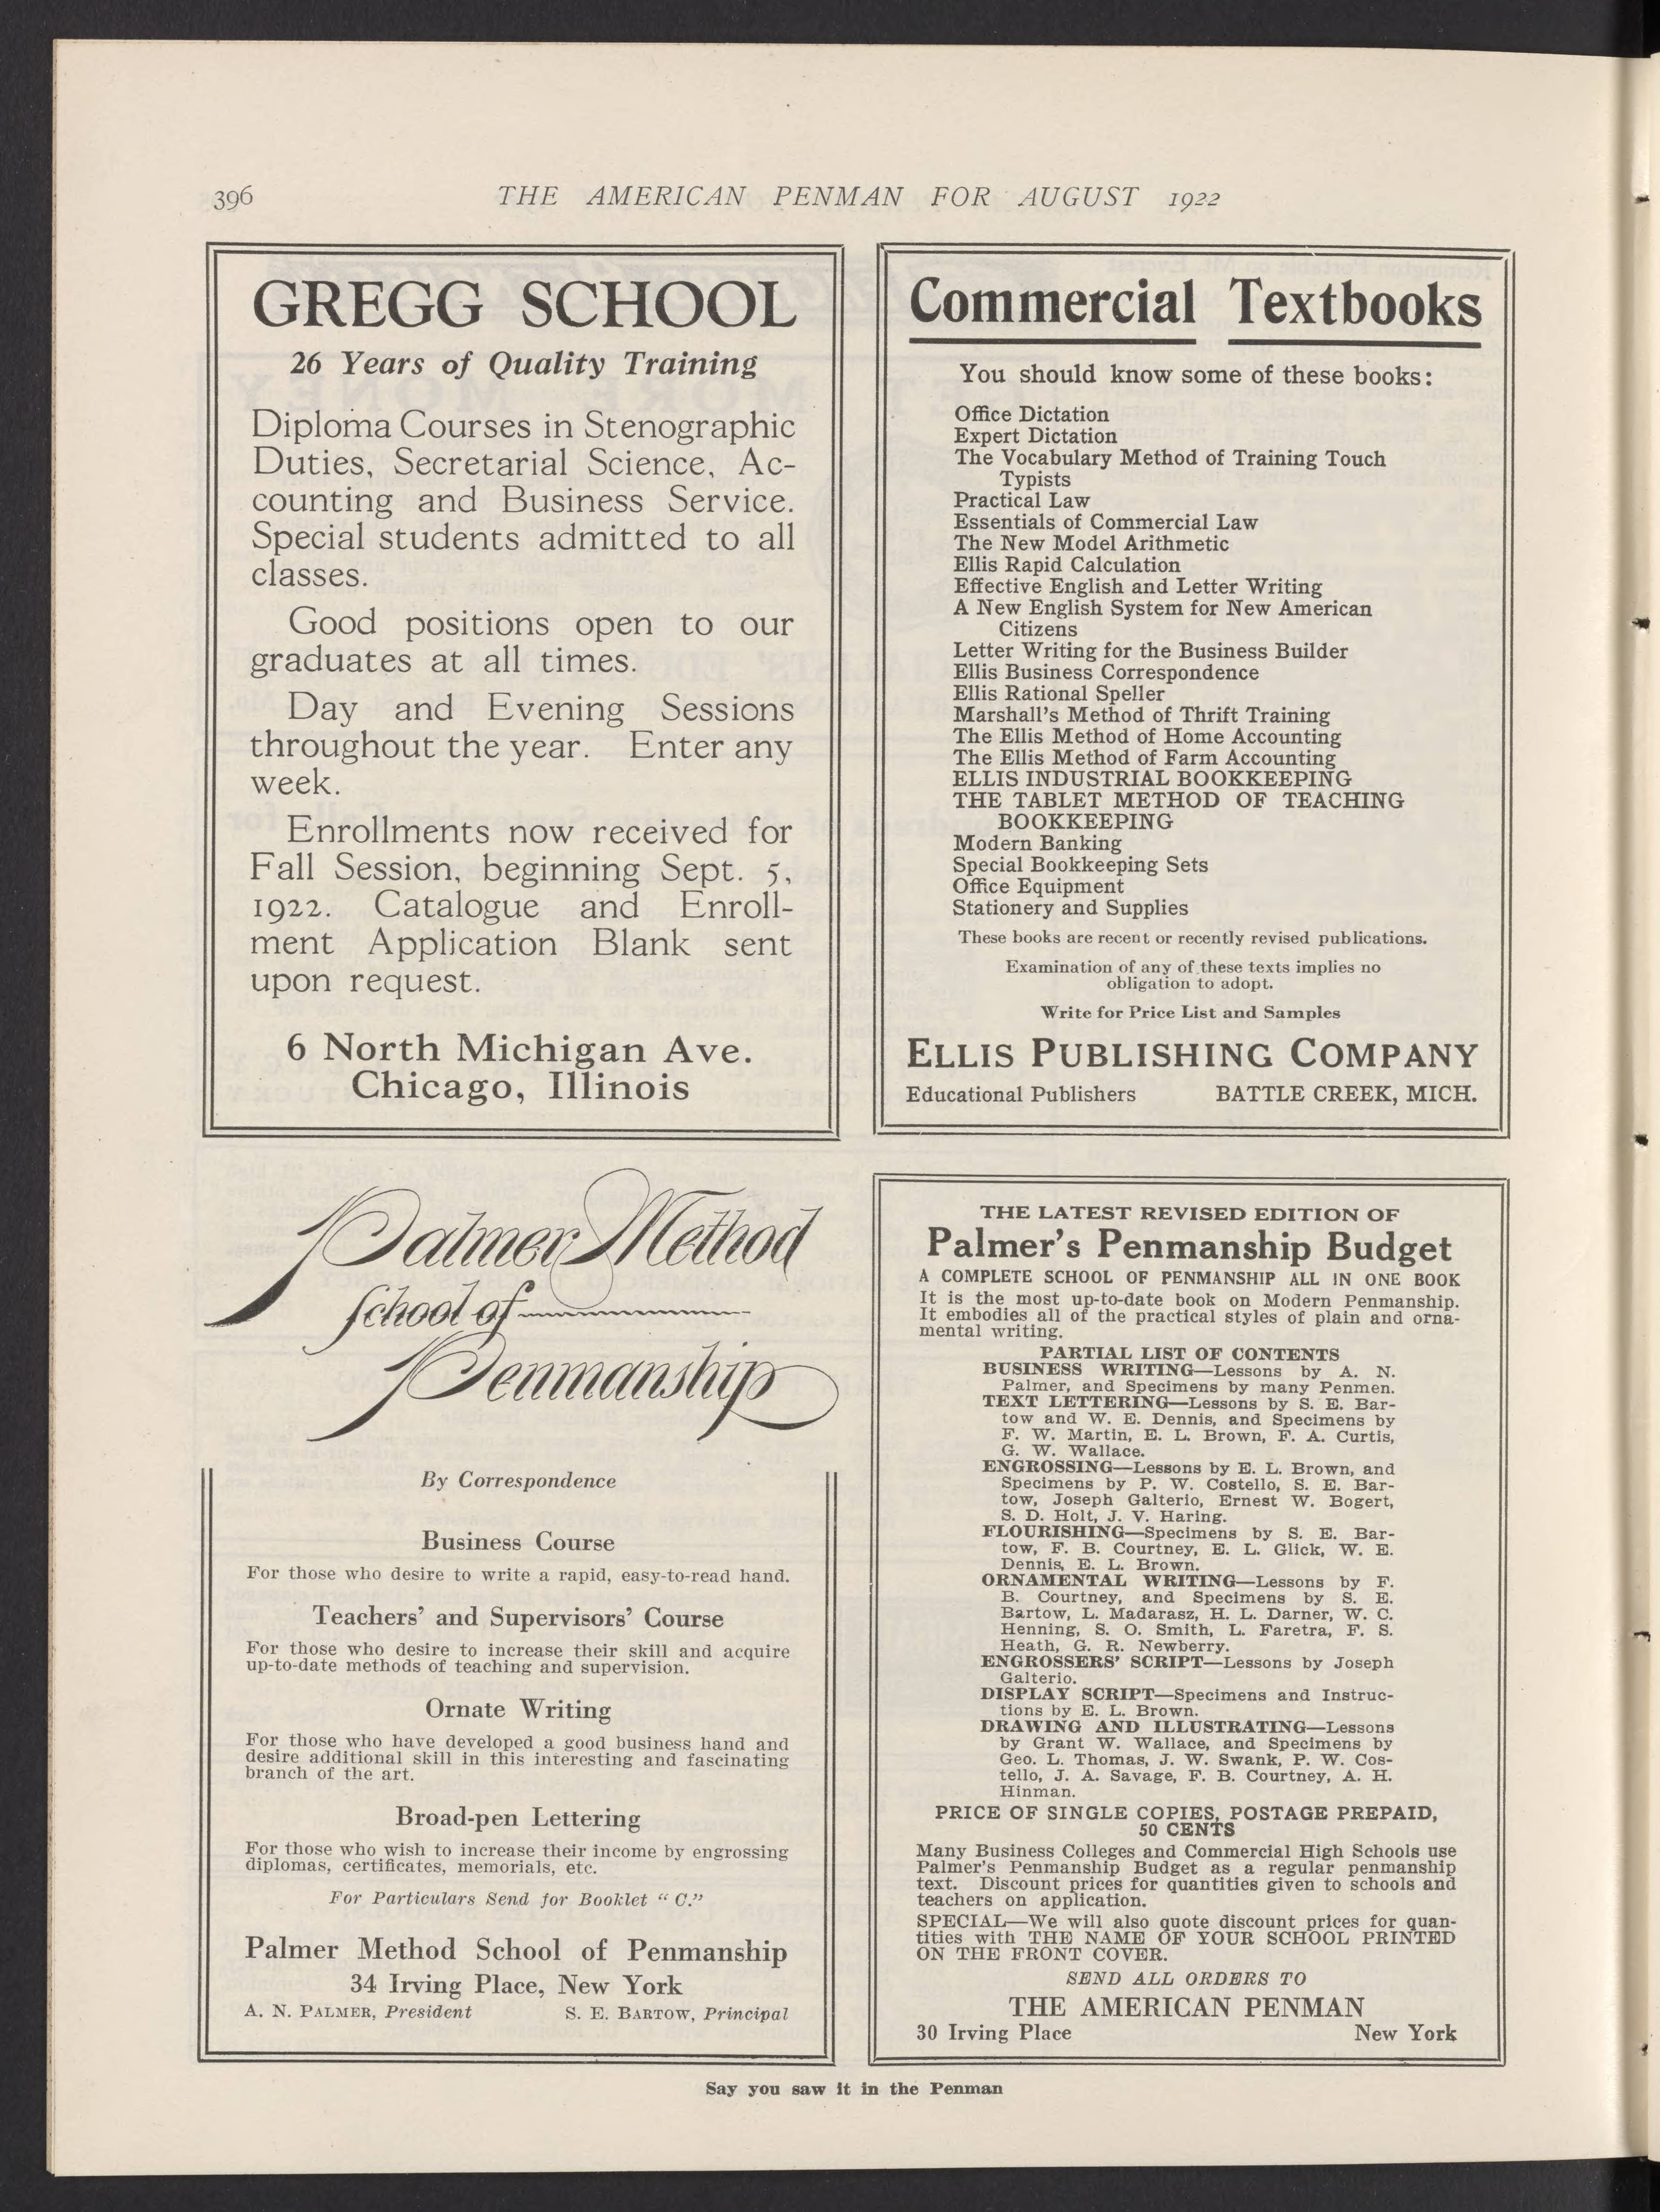 396
THE AMERICAN PENMAN FOR AUGUST 1922
GREGG SCHOOL
26 Years of Quality Training
Diploma Courses in Stenographic
Duties, Secretarial Science, Ac-
counting and Business Service.
Special students admitted to all
classes.
Good positions open to our
graduates at all times.
Day and Evening Sessions
throughout the year. Enter any
week.
Enrollments now received for
Fall Session, beginning Sept. 5,
1922. Catalogue and Enroll-
ment Application Blank sent
upon request.
6 North Michigan Ave.
Chicago, Illinois
Commercial Textbooks
You should know some of these books:
Office Dictation
Expert Dictation
The Vocabulary Method of Training Touch
Typists
Practical Law
Essentials of Commercial Law
The New Model Arithmetic
Ellis Rapid Calculation
Effective English and Letter Writing
A New English System for New American
Citizens
Letter Writing for the Business Builder
Ellis Business Correspondence
Ellis Rational Speller
Marshall's Method of Thrift Training
The Ellis Method of Home Accounting
The Ellis Method of Farm Accounting
ELLIS INDUSTRIAL BOOKKEEPING
THE TABLET METHOD OF TEACHING
BOOKKEEPING
Modern Banking
Special Bookkeeping Sets
Office Equipment
Stationery and Supplies
These books are recent or recently revised publications.
Examination of any of these texts implies no
obligation to adopt.
Write for Price List and Samples
ELLIS PUBLISHING COMPANY
Educational Publishers BATTLE CREEK, MICH.
Palmer Method
School of
Penmanship
By Correspondence
Business Course
For those who desire to write a rapid, easy-to-read hand.
Teachers' and Supervisors' Course
For those who desire to increase their skill and acquire
up-to-date methods of teaching and supervision.
Ornate Writing
For those who have developed a good business hand and
desire additional skill in this interesting and fascinating
branch of the art.
Broad-pen Lettering
For those who wish to increase their income by engrossing
diplomas, certificates, memorials, etc.
For Particulars Send for Booklet "C."
Palmer Method School of Penmanship
34 Irving Place, New York
A. N. PALMER, President S. E. BARTOW, Principal
THE LATEST REVISED EDITION OF
Palmer's Penmanship Budget
A COMPLETE SCHOOL OF PENMANSHIP ALL IN ONE BOOK
It is the most up-to-date book on Modern Penmanship.
It embodies all of the practical styles of plain and orna-
mental writing.
PARTIAL LIST OF CONTENTS
BUSINESS WRITING—Lessons by A. N.
Palmer, and Specimens by many Penmen.
TEXT LETTERING—Lessons by S. E. Bar-
tow and W. E. Dennis, and Specimens by
F. W. Martin, E. L. Brown, F. A. Curtis,
G. W. Wallace.
ENGROSSING—Lessons by E. L. Brown, and
Specimens by P. W. Costello, S. E. Bar-
tow, Joseph Galterio, Ernest W. Bogert,
S. D. Holt, J. V. Haring.
FLOURISHING—Specimens by S. E. Bar-
tow, F. B. Courtney, E. L. Glick, W. E.
Dennis, E. L. Brown.
ORNAMENTAL WRITING—Lessons by F.
B. Courtney, and Specimens by S. E.
Bartow, L. Madarasz, H. L. Darner, W. C.
Henning, S. O. Smith, L. Faretra, F. S.
Heath, G. R. Newberry.
ENGROSSERS' SCRIPT—Lessons by Joseph
Galterio.
DISPLAY SCRIPT—Specimens and Instruc-
tions by E. L. Brown.
DRAWING AND ILLUSTRATING—Lessons
by Grant W. Wallace, and Specimens by
Geo. L. Thomas, J. W. Swank, P. W. Cos-
tello, J. A. Savage, F. B. Courtney, A. H.
Hinman.
PRICE OF SINGLE COPIES, POSTAGE PREPAID,
50 CENTS
Many Business Colleges and Commercial High Schools use
Palmer's Penmanship Budget as a regular penmanship
text. Discount prices for quantities given to schools and
teachers on application.
SPECIAL—We will also quote discount prices for quan-
tities with THE NAME OF YOUR SCHOOL PRINTED
ON THE FRONT COVER.
SEND ALL ORDERS TO
THE AMERICAN PENMAN
30 Irving Place New York
Say you saw it in the Penman